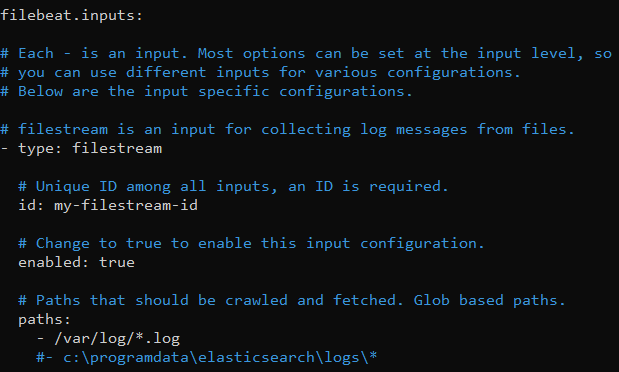 filebeat.inputs:
# Each - is an input. Most options can be set at the input level, so
# you can use different inputs for various configurations.
# Below are the input specific configurations.
# filestream is an input for collecting log messages from files.
- type: filestream
# Unique ID among all inputs, an ID is required.
id: my-filestream-id
# Change to true to enable this input configuration.
enabled: true
# Paths that should be crawled and fetched. Glob based paths.
paths:
- /var/log/*.log
#- c:\programdata\elasticsearch\logs\*